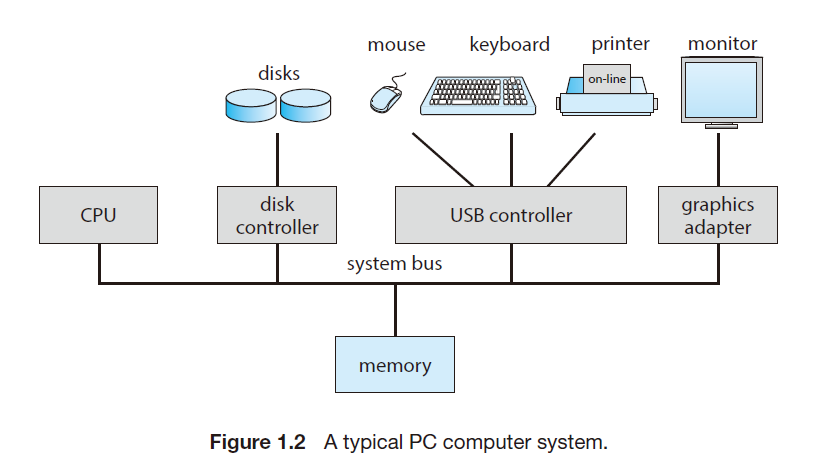 mouse
keyboard
printer
monitor
disks
on-line
CPU
disk
controller
USB controller
graphics
adapter
system bus
memory
Figure 1.2 A typical PC computer system.